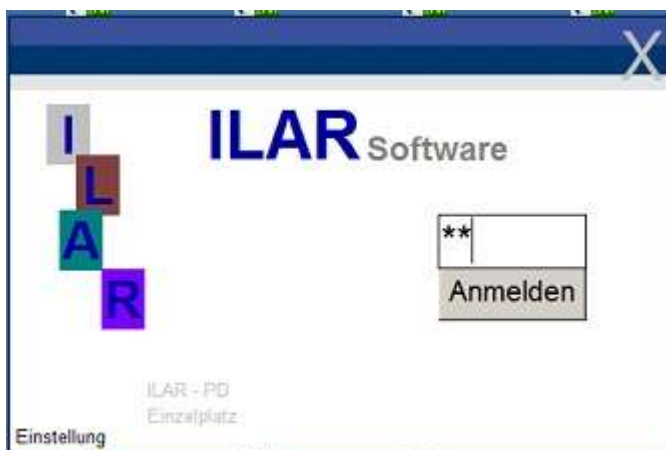 X
I
L
A
R
ILAR Software
**
Anmelden
ILAR - PD
Einzelplatz
Einstellung